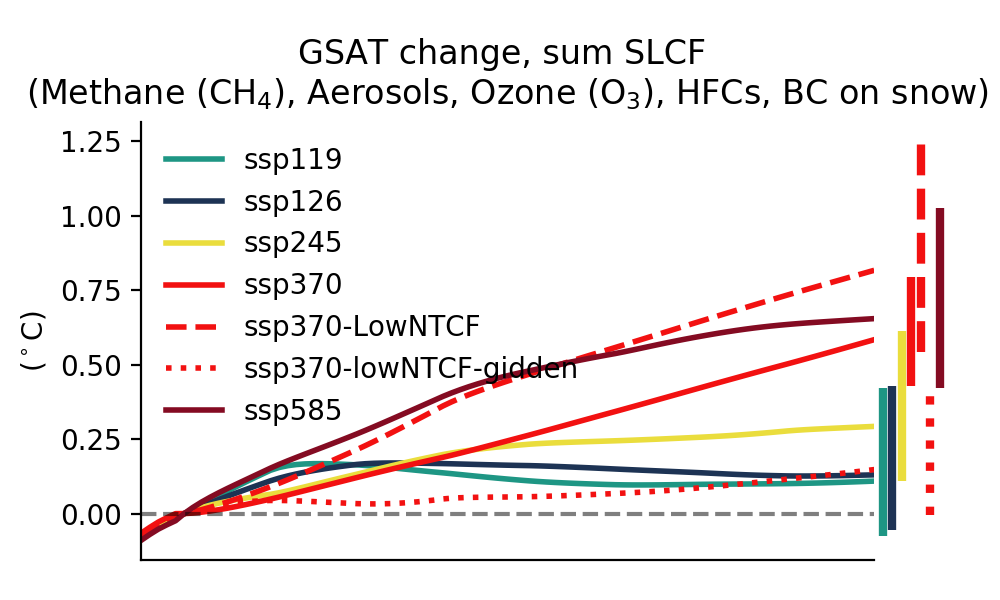 GSAT change, sum SLCF
(Methane (CH₄), Aerosols, Ozone (O₃), HFCs, BC on snow)
1.25
1.00
0.75
0.50
0.25
0.00
(°C)
ssp119
ssp126
ssp245
ssp370
ssp370-LowNTCF
ssp370-lowNTCF-gidden
ssp585